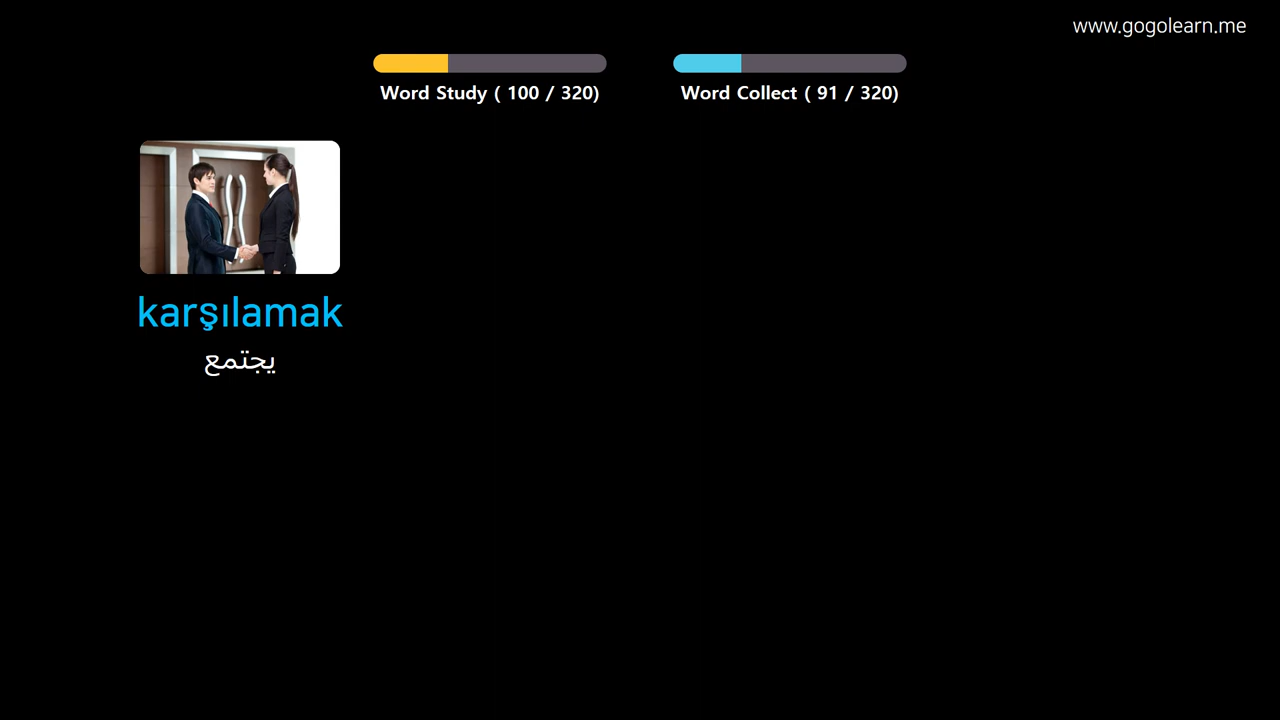 www.gogolearn.me
Word Study ( 100 / 320)
Word Collect ( 91 / 320)
karşılamak
يجتمع